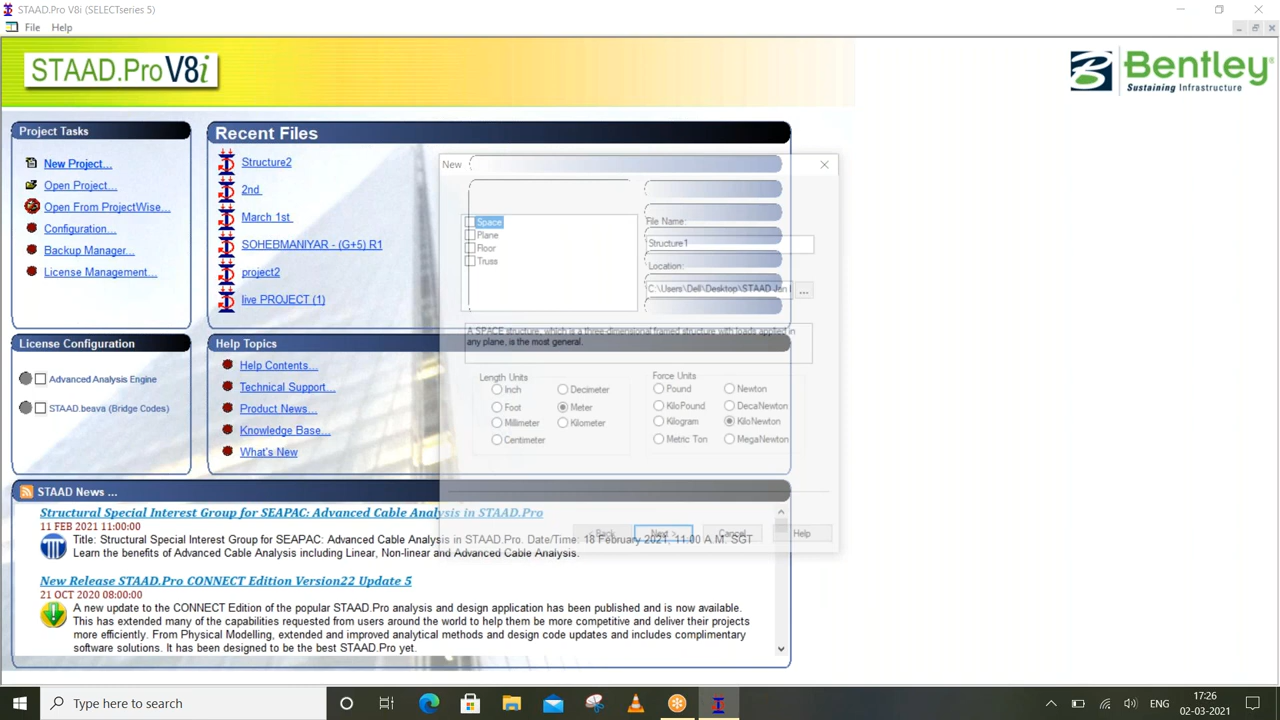 STAAD.Pro V8i (SELECTseries 5)
File
Help
STAAD.Pro V8i
Bentley
Sustaining Infrastructure
Project Tasks
New Project...
Open Project...
Open From ProjectWise...
Configuration...
Backup Manager...
License Management...
Recent Files
Structure2
2nd
March 1st
SOHEBMANIYAR - (G+5) R1
project2
live PROJECT (1)
New
Space
Plane
Floor
Truss
File Name:
Structure1
Location:
C:\Users\Dell\Desktop\STAAD Jan
...
A SPACE structure, which is a three-dimensional framed structure with loads applied in
any plane, is the most general.
Length Units
Inch
Decimeter
Foot
Meter
Millimeter
Kilometer
Centimeter
Force Units
Pound
Newton
KiloPound
DecaNewton
Kilogram
KiloNewton
Metric Ton
MegaNewton
< Back
Next >
Cancel
Help
License Configuration
Advanced Analysis Engine
STAAD.beava (Bridge Codes)
Help Topics
Help Contents...
Technical Support...
Product News...
Knowledge Base...
What's New
STAAD News ...
Structural Special Interest Group for SEAPAC: Advanced Cable Analysis in STAAD.Pro
11 FEB 2021 11:00:00
Title: Structural Special Interest Group for SEAPAC: Advanced Cable Analysis in STAAD.Pro. Date/Time: 18 February 2021, 11.00 A.M. SGT
Learn the benefits of Advanced Cable Analysis including Linear, Non-linear and Advanced Cable Analysis.
New Release STAAD.Pro CONNECT Edition Version22 Update 5
21 OCT 2020 08:00:00
A new update to the CONNECT Edition of the popular STAAD.Pro analysis and design application has been published and is now available.
This has extended many of the capabilities requested from users around the world to help them be more competitive and deliver their projects
more efficiently. From Physical Modelling, extended and improved analytical methods and design code updates and includes complimentary
software solutions. It has been designed to be the best STAAD.Pro yet.
Type here to search
ENG
17:26
02-03-2021